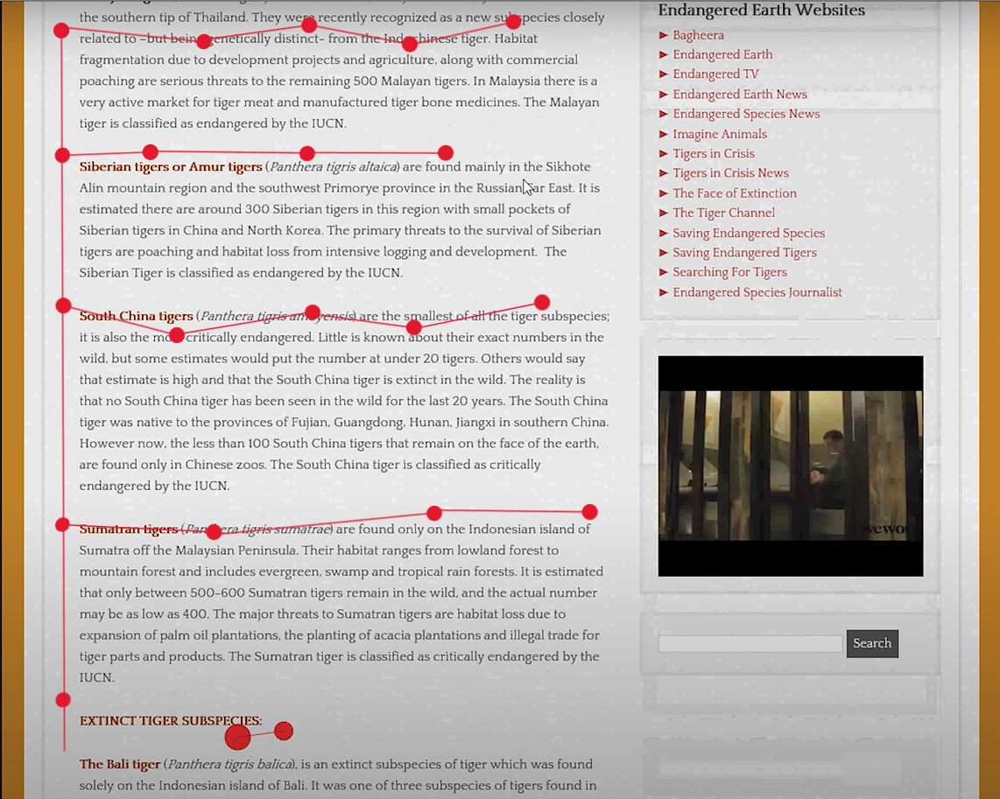 the southern tip of Thailand. They were recently recognized as a new subspecies closely
related to –but being genetically distinct– from the Indochinese tiger. Habitat
fragmentation due to development projects and agriculture, along with commercial
poaching are serious threats to the remaining 500 Malayan tigers. In Malaysia there is a
very active market for tiger meat and manufactured tiger bone medicines. The Malayan
tiger is classified as endangered by the IUCN.
Siberian tigers or Amur tigers (Panthera tigris altaica) are found mainly in the Sikhote
Alin mountain region and the southwest Primorye province in the Russian Far East. It is
estimated there are around 300 Siberian tigers in this region with small pockets of
Siberian tigers in China and North Korea. The primary threats to the survival of Siberian
tigers are poaching and habitat loss from intensive logging and development. The
Siberian Tiger is classified as endangered by the IUCN.
South China tigers (Panthera tigris amoyensis) are the smallest of all the tiger subspecies;
it is also the most critically endangered. Little is known about their exact numbers in the
wild, but some estimates would put the number at under 20 tigers. Others would say
that estimate is high and that the South China tiger is extinct in the wild. The reality is
that no South China tiger has been seen in the wild for the last 20 years. The South China
tiger was native to the provinces of Fujian, Guangdong, Hunan, Jiangxi in southern China.
However now, the less than 100 South China tigers that remain on the face of the earth,
are found only in Chinese zoos. The South China tiger is classified as critically
endangered by the IUCN.
Sumatran tigers (Panthera tigris sumatrae) are found only on the Indonesian island of
Sumatra off the Malaysian Peninsula. Their habitat ranges from lowland forest to
mountain forest and includes evergreen, swamp and tropical rain forests. It is estimated
that only between 500-600 Sumatran tigers remain in the wild, and the actual number
may be as low as 400. The major threats to Sumatran tigers are habitat loss due to
expansion of palm oil plantations, the planting of acacia plantations and illegal trade for
tiger parts and products. The Sumatran tiger is classified as critically endangered by the
IUCN.
EXTINCT TIGER SUBSPECIES:
The Bali tiger (Panthera tigris balica), is an extinct subspecies of tiger which was found
solely on the Indonesian island of Bali. It was one of three subspecies of tigers found in
Endangered Earth Websites
Bagheera
Endangered Earth
Endangered TV
Endangered Earth News
Endangered Species News
Imagine Animals
Tigers in Crisis
Tigers in Crisis News
The Face of Extinction
The Tiger Channel
Saving Endangered Species
Saving Endangered Tigers
Searching For Tigers
Endangered Species Journalist
Search